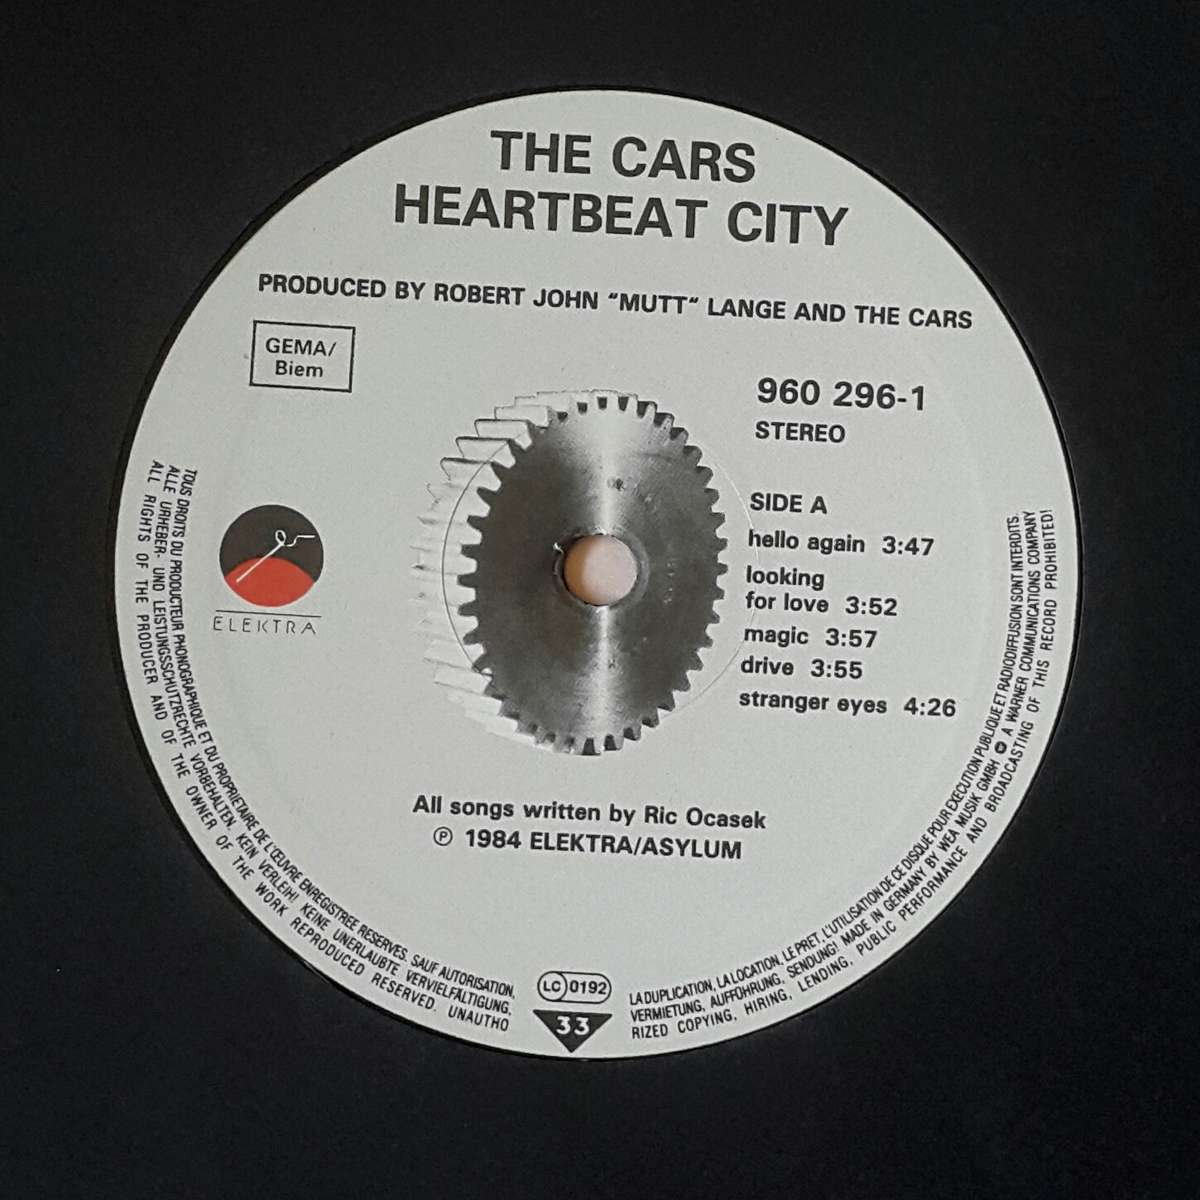 THE CARS
HEARTBEAT CITY
PRODUCED BY ROBERT JOHN "MUTT" LANGE AND THE CARS
GEMA/
Biem
960 296-1
STEREO
SIDE A
hello again 3:47
looking
for love 3:52
magic 3:57
drive 3:55
stranger eyes 4:26
ELEKTRA
All songs written by Ric Ocasek
℗ 1984 ELEKTRA/ASYLUM
TOUS DROITS DU PRODUCTEUR PHONOGRAPHIQUE ET DU PROPRIETAIRE DE L'ŒUVRE ENREGISTREE RESERVES. SAUF AUTORISATION,
ALLE URHEBER- UND LEISTUNGSSCHUTZRECHTE VORBEHALTEN. KEIN VERLEIH! KEINE UNERLAUBTE VERVIELFÄLTIGUNG,
ALL RIGHTS OF THE PRODUCER AND OF THE OWNER OF THE WORK REPRODUCED RESERVED. UNAUTHO
LC 0192
33
LA DUPLICATION, LA LOCATION, LE PRET, L'UTILISATION DE CE DISQUE POUR EXECUTION PUBLIQUE ET RADIODIFFUSION SONT INTERDITS.
VERMIETUNG, AUFFÜHRUNG, SENDUNG! MADE IN GERMANY BY WEA MUSIK GMBH A WARNER COMMUNICATIONS COMPANY
RIZED COPYING, HIRING, LENDING, PUBLIC PERFORMANCE AND BROADCASTING OF THIS RECORD PROHIBITED!